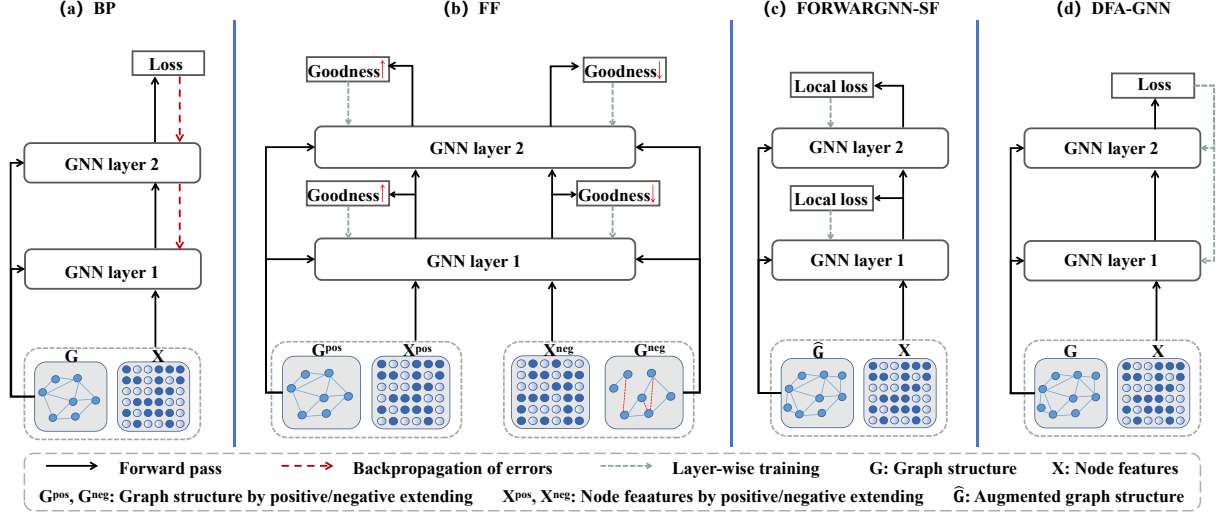 (a) BP
(b) FF
(c) FORWARGNN-SF
(d) DFA-GNN
Loss
GNN layer 2
GNN layer 1
G
X
Goodness↑
Goodness↓
GNN layer 2
Goodness↑
Goodness↓
GNN layer 1
Gᵖᵒˢ
Xᵖᵒˢ
Xⁿᵉᵍ
Gⁿᵉᵍ
Local loss
GNN layer 2
Local loss
GNN layer 1
Ĝ
X
Loss
GNN layer 2
GNN layer 1
G
X
Forward pass
Backpropagation of errors
Layer-wise training
G: Graph structure
X: Node features
Gᵖᵒˢ, Gⁿᵉᵍ: Graph structure by positive/negative extending
Xᵖᵒˢ, Xⁿᵉᵍ: Node feaatures by positive/negative extending
Ĝ: Augmented graph structure